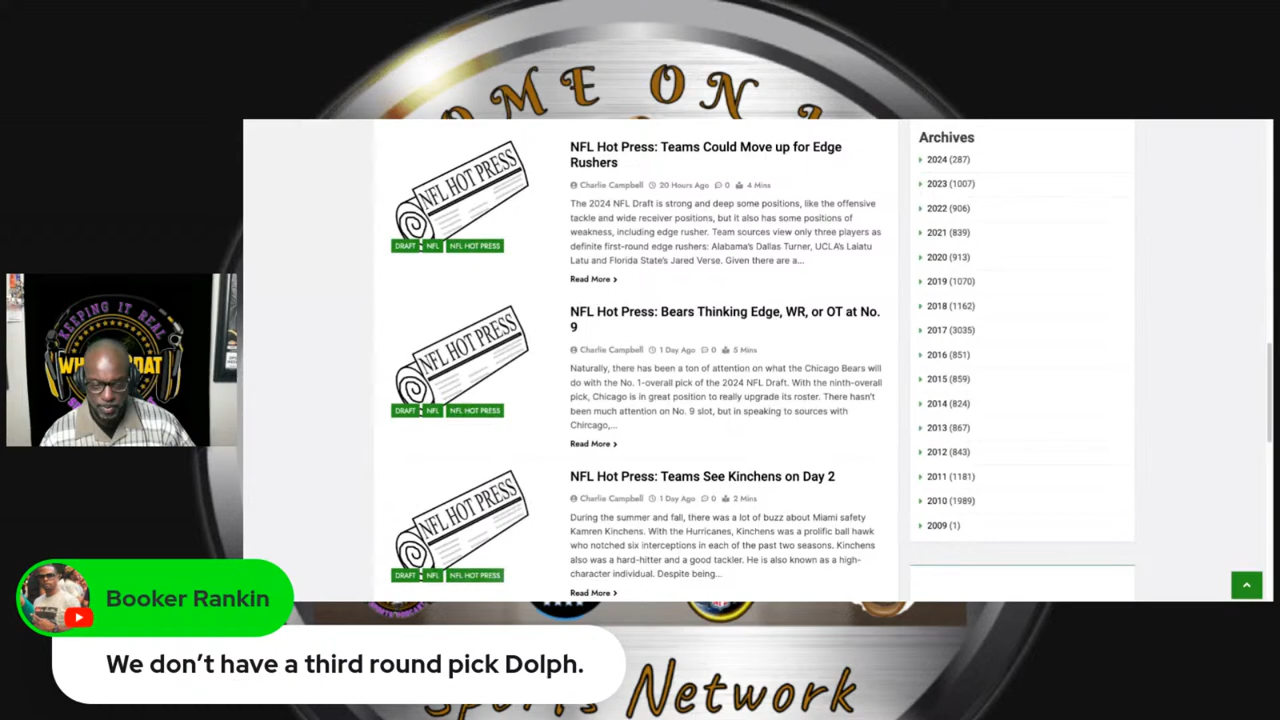 OME ON
NFL HOT PRESS
DRAFT NFL NFL HOT PRESS
NFL Hot Press: Teams Could Move up for Edge
Rushers
Charlie Campbell 20 Hours Ago 0 4 Mins
The 2024 NFL Draft is strong and deep some positions, like the offensive
tackle and wide receiver positions, but it also has some positions of
weakness, including edge rusher. Team sources view only three players as
definite first-round edge rushers: Alabama's Dallas Turner, UCLA's Laiatu
Latu and Florida State's Jared Verse. Given there are a...
Read More
NFL HOT PRESS
DRAFT NFL NFL HOT PRESS
NFL Hot Press: Bears Thinking Edge, WR, or OT at No.
9
Charlie Campbell 1 Day Ago 0 5 Mins
Naturally, there has been a ton of attention on what the Chicago Bears will
do with the No. 1-overall pick of the 2024 NFL Draft. With the ninth-overall
pick, Chicago is in great position to really upgrade its roster. There hasn't
been much attention on No. 9 slot, but in speaking to sources with
Chircago,...
Read More
NFL HOT PRESS
DRAFT NFL NFL HOT PRESS
NFL Hot Press: Teams See Kinchens on Day 2
Charlie Campbell 1 Day Ago 0 2 Mins
During the summer and fall, there was a lot of buzz about Miami safety
Kamren Kinchens. With the Hurricanes, Kinchens was a prolific ball hawk
who notched six interceptions in each of the past two seasons. Kinchens
also was a hard-hitter and a good tackler. He is also known as a high-
character individual. Despite being...
Read More
Archives
2024 (287)
2023 (1007)
2022 (906)
2021 (839)
2020 (913)
2019 (1070)
2018 (1162)
2017 (3035)
2016 (851)
2015 (859)
2014 (824)
2013 (867)
2012 (843)
2011 (1181)
2010 (1989)
2009 (1)
KEEPING IT REAL
Booker Rankin
We don't have a third round pick Dolph.
Sports Network